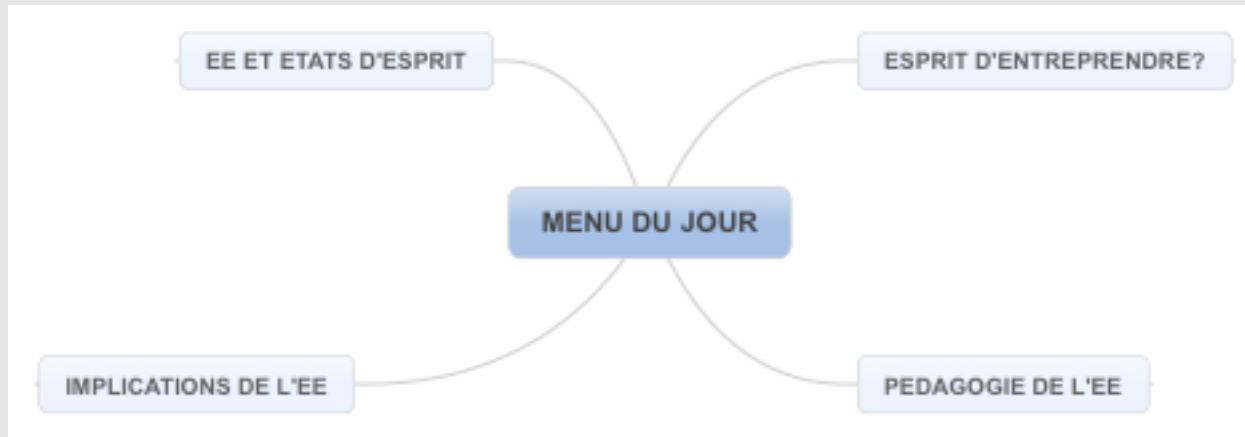 EE ET ETATS D'ESPRIT
ESPRIT D'ENTREPRENDRE?
MENU DU JOUR
IMPLICATIONS DE L'EE
PEDAGOGIE DE L'EE